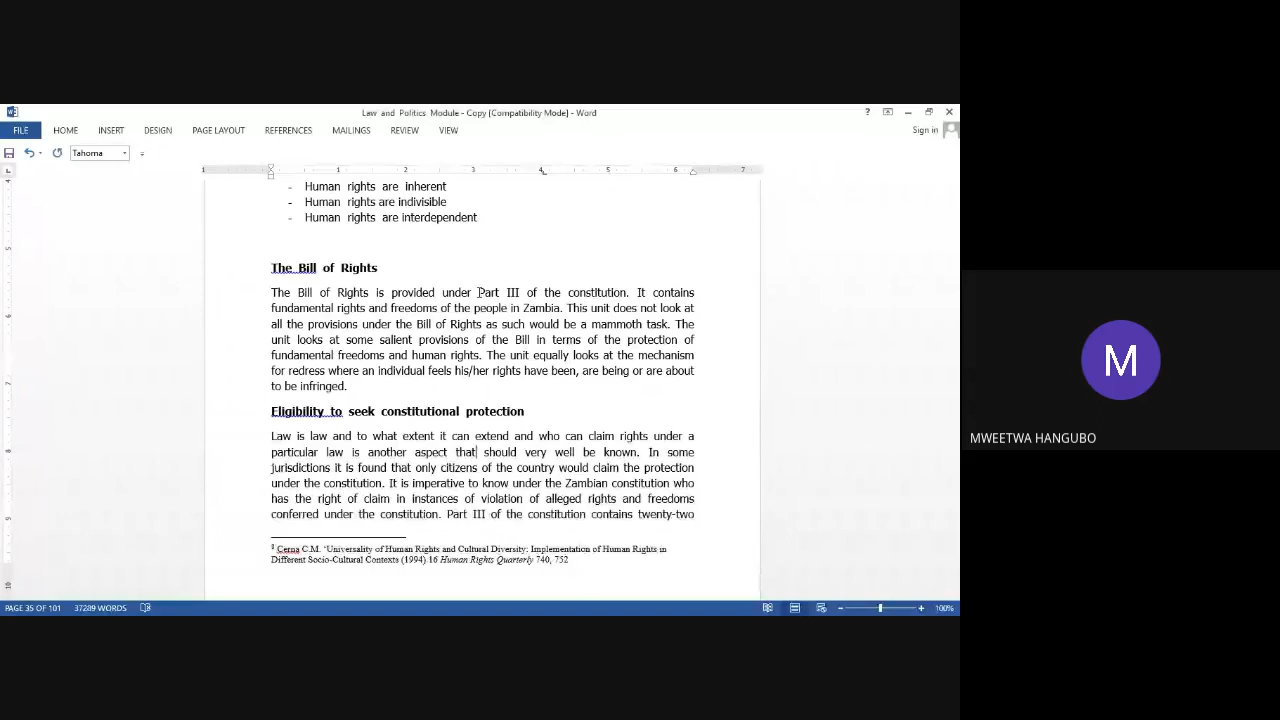 Law and Politics Module - Copy [Compatibility Mode] - Word
?
FILE HOME INSERT DESIGN PAGE LAYOUT REFERENCES MAILINGS REVIEW VIEW Sign in
Tahoma
1 1 2 3 4 5 6 7
- Human rights are inherent
- Human rights are indivisible
- Human rights are interdependent
The Bill of Rights
The Bill of Rights is provided under Part III of the constitution. It contains
fundamental rights and freedoms of the people in Zambia. This unit does not look at
all the provisions under the Bill of Rights as such would be a mammoth task. The
unit looks at some salient provisions of the Bill in terms of the protection of
fundamental freedoms and human rights. The unit equally looks at the mechanism
for redress where an individual feels his/her rights have been, are being or are about
to be infringed.
Eligibility to seek constitutional protection
Law is law and to what extent it can extend and who can claim rights under a
particular law is another aspect that should very well be known. In some
jurisdictions it is found that only citizens of the country would claim the protection
under the constitution. It is imperative to know under the Zambian constitution who
has the right of claim in instances of violation of alleged rights and freedoms
conferred under the constitution. Part III of the constitution contains twenty-two
8 Cerna C.M. 'Universality of Human Rights and Cultural Diversity: Implementation of Human Rights in
Different Socio-Cultural Contexts (1994) 16 Human Rights Quarterly 740, 752
PAGE 35 OF 101 37289 WORDS 100%
M
MWEETWA HANGUBO